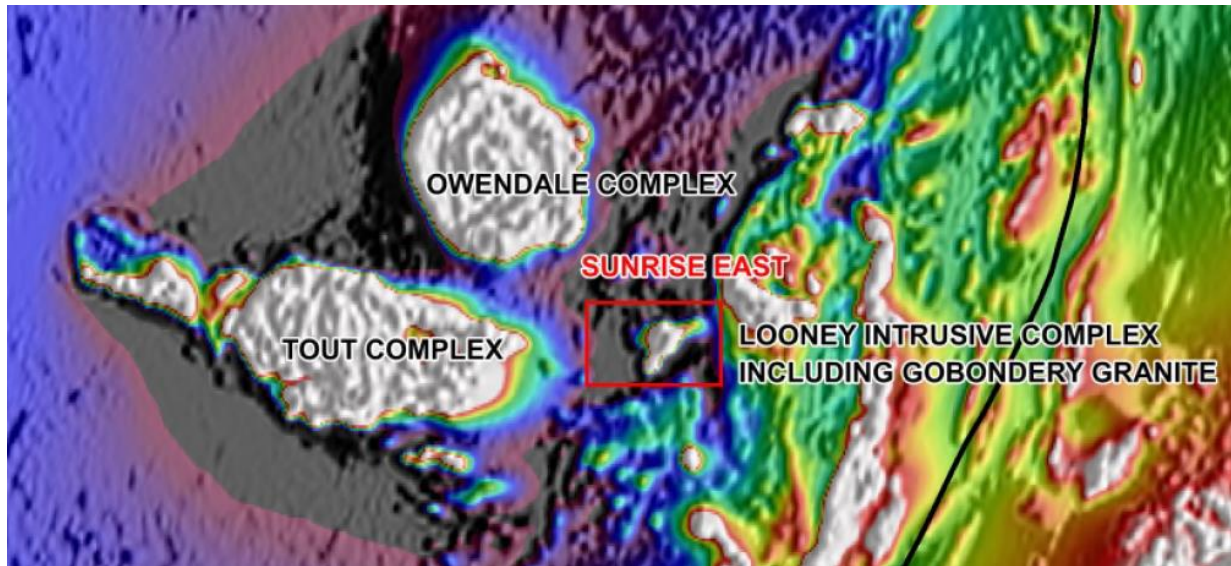 OWENDALE COMPLEX
SUNRISE EAST
TOUT COMPLEX
LOONEY INTRUSIVE COMPLEX
INCLUDING GOBONDERY GRANITE